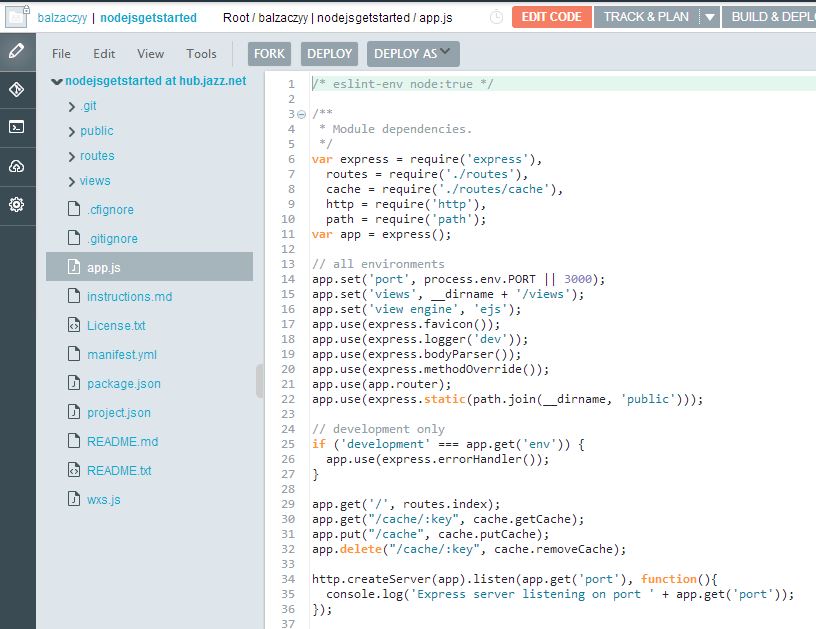 balzaczyy | nodejsgetstarted Root / balzaczyy | nodejsgetstarted / app.js EDIT CODE TRACK & PLAN BUILD & DEPL
File Edit View Tools FORK DEPLOY DEPLOY AS
nodejsgetstarted at hub.jazz.net
.git
public
routes
views
.cfignore
.gitignore
app.js
instructions.md
License.txt
manifest.yml
package.json
project.json
README.md
README.txt
wxs.js
1 /* eslint-env node:true */
2
3 /**
4  * Module dependencies.
5  */
6 var express = require('express'),
7   routes = require('./routes'),
8   cache = require('./routes/cache'),
9   http = require('http'),
10   path = require('path');
11 var app = express();
12
13 // all environments
14 app.set('port', process.env.PORT || 3000);
15 app.set('views', __dirname + '/views');
16 app.set('view engine', 'ejs');
17 app.use(express.favicon());
18 app.use(express.logger('dev'));
19 app.use(express.bodyParser());
20 app.use(express.methodOverride());
21 app.use(app.router);
22 app.use(express.static(path.join(__dirname, 'public')));
23
24 // development only
25 if ('development' === app.get('env')) {
26   app.use(express.errorHandler());
27 }
28
29 app.get('/', routes.index);
30 app.get("/cache/:key", cache.getCache);
31 app.put("/cache", cache.putCache);
32 app.delete("/cache/:key", cache.removeCache);
33
34 http.createServer(app).listen(app.get('port'), function(){
35   console.log('Express server listening on port ' + app.get('port'));
36 });
37